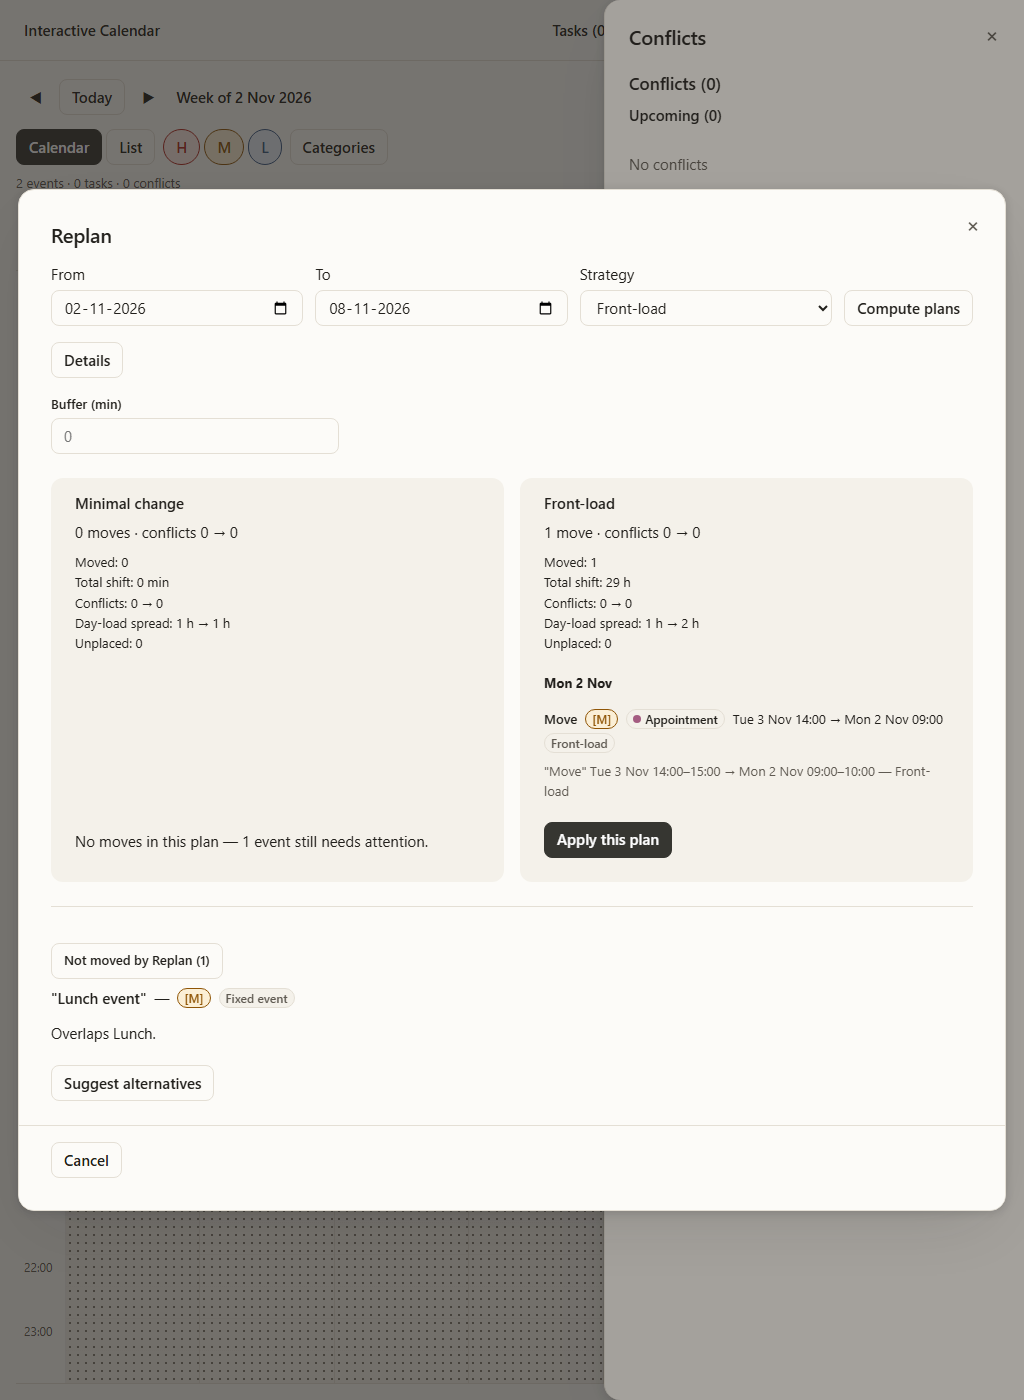 Interactive Calendar
Tasks (0
◀ Today ▶ Week of 2 Nov 2026
Calendar List H M L Categories
2 events · 0 tasks · 0 conflicts
Conflicts ×
Conflicts (0)
Upcoming (0)
No conflicts
Replan ×
From To Strategy
02-11-2026 08-11-2026 Front-load Compute plans
Details
Buffer (min)
0
Minimal change
0 moves · conflicts 0 → 0
Moved: 0
Total shift: 0 min
Conflicts: 0 → 0
Day-load spread: 1 h → 1 h
Unplaced: 0
No moves in this plan — 1 event still needs attention.
Front-load
1 move · conflicts 0 → 0
Moved: 1
Total shift: 29 h
Conflicts: 0 → 0
Day-load spread: 1 h → 2 h
Unplaced: 0
Mon 2 Nov
Move [M] Appointment Tue 3 Nov 14:00 → Mon 2 Nov 09:00
Front-load
"Move" Tue 3 Nov 14:00–15:00 → Mon 2 Nov 09:00–10:00 — Front-
load
Apply this plan
Not moved by Replan (1)
"Lunch event" — [M] Fixed event
Overlaps Lunch.
Suggest alternatives
Cancel
22:00
23:00